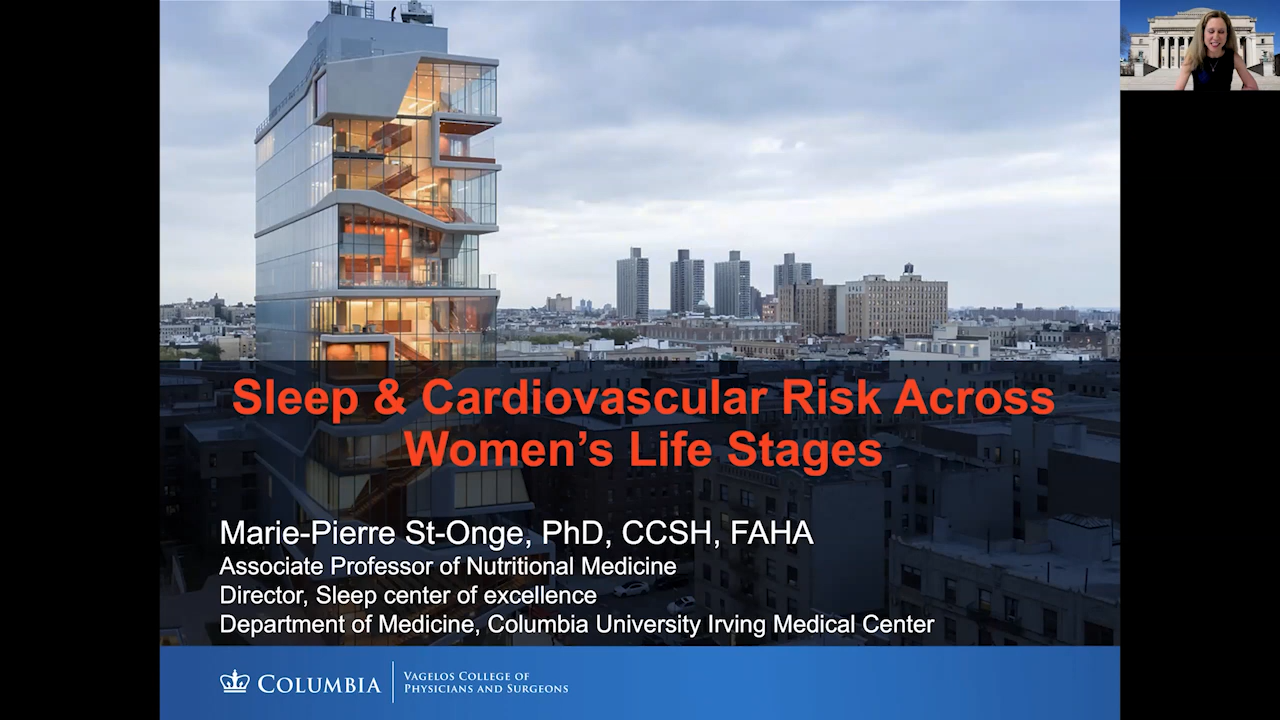 Sleep & Cardiovascular Risk Across
Women’s Life Stages
Marie-Pierre St-Onge, PhD, CCSH, FAHA
Associate Professor of Nutritional Medicine
Director, Sleep center of excellence
Department of Medicine, Columbia University Irving Medical Center
COLUMBIA
VAGELOS COLLEGE OF
PHYSICIANS AND SURGEONS